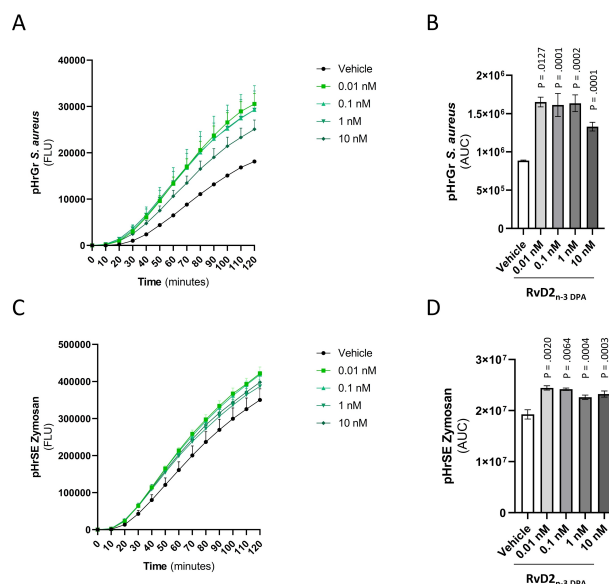 A
40000
30000
20000
10000
0
pHrGr S. aureus
(FLU)
0 10 20 30 40 50 60 70 80 90 100 110 120
Time (minutes)
Vehicle
0.01 nM
0.1 nM
1 nM
10 nM
B
P = .0127
P = .0001
P = .0002
P = .0001
2×10⁶
1.5×10⁶
1×10⁶
5×10⁵
0
pHrGr S. aureus
(AUC)
Vehicle
0.01 nM
0.1 nM
1 nM
10 nM
RvD2n-3 DPA
C
500000
400000
300000
200000
100000
0
pHrSE Zymosan
(FLU)
0 10 20 30 40 50 60 70 80 90 100 110 120
Time (minutes)
Vehicle
0.01 nM
0.1 nM
1 nM
10 nM
D
P = .0020
P = .0064
P = .0004
P = .0003
3×10⁷
2×10⁷
1×10⁷
0
pHrSE Zymosan
(AUC)
Vehicle
0.01 nM
0.1 nM
1 nM
10 nM
RvD2n-3 DPA